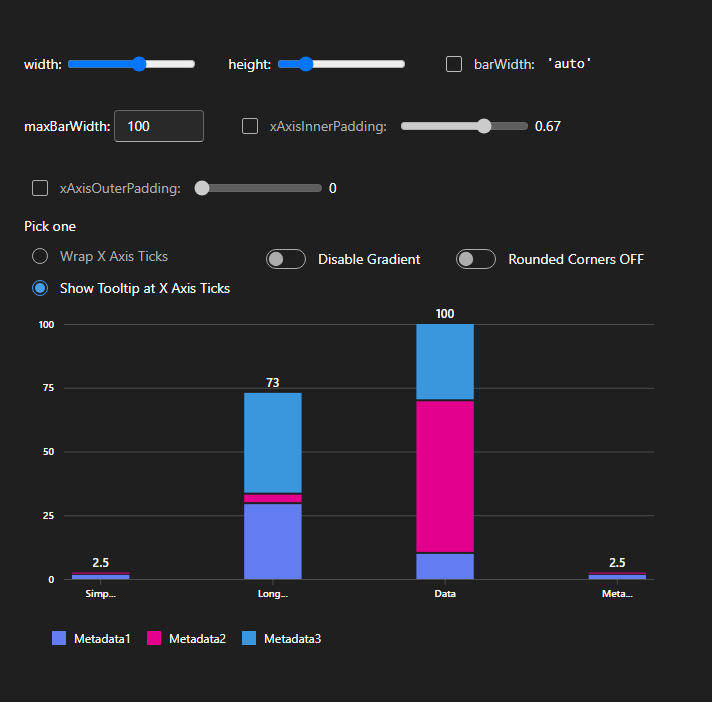 width: height: barWidth: 'auto'
maxBarWidth: 100 xAxisInnerPadding: 0.67
xAxisOuterPadding: 0
Pick one
Wrap X Axis Ticks Disable Gradient Rounded Corners OFF
Show Tooltip at X Axis Ticks
100
100
75
73
50
25
2.5 2.5
0
Simp... Long... Data Meta...
Metadata1 Metadata2 Metadata3